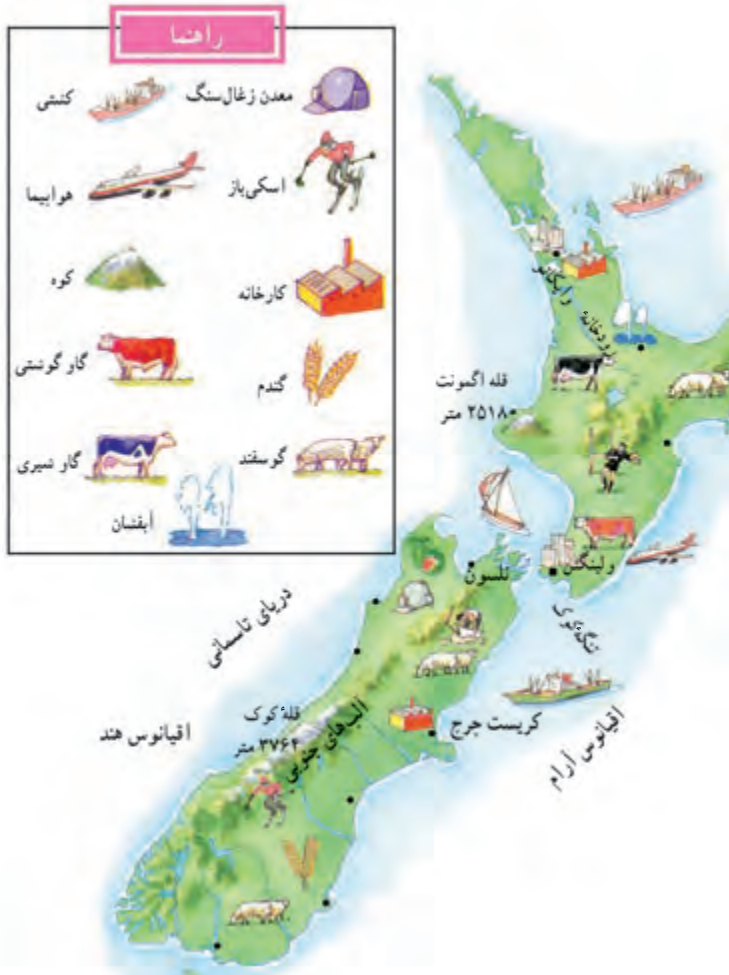 راهنما
معدن زغال‌سنگ
کشتی
اسکی‌باز
هواپیما
کارخانه
کوه
گندم
گاو گوشتی
گوسفند
گاو شیری
آبفشان
رودخانهٔ وایکاتو
قله اگمونت
۲۵۱۸ متر
ولینگتن
نلسون
تنگهٔ کوک
دریای تاسمانی
قلهٔ کوک
۳۷۶۴ متر
آلپ‌های جنوبی
کریست چرچ
اقیانوس هند
اقیانوس آرام